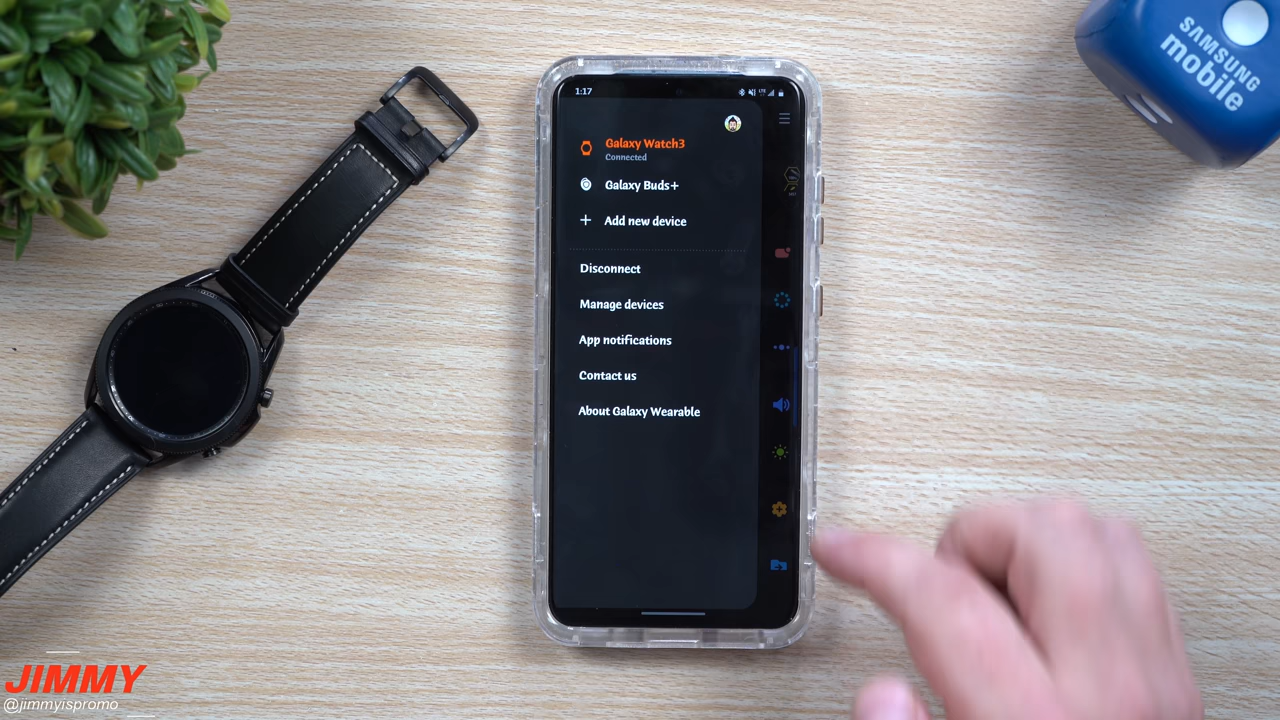 SAMSUNG
mobile
1:17
LTE
Galaxy Watch3
Connected
Galaxy Buds+
Add new device
Disconnect
Manage devices
App notifications
Contact us
About Galaxy Wearable
JIMMY
@jimmyispromo